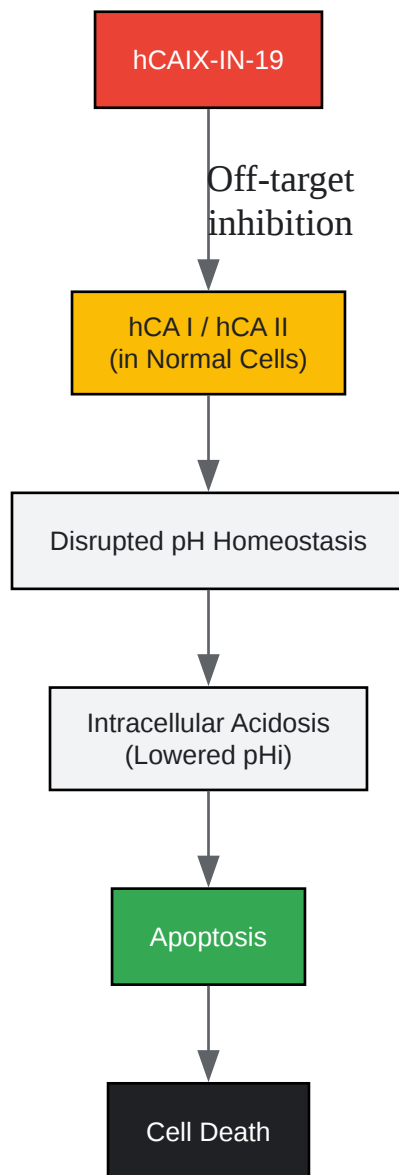 hCAIX-IN-19
Off-target
inhibition
hCA I / hCA II
(in Normal Cells)
Disrupted pH Homeostasis
Intracellular Acidosis
(Lowered pHi)
Apoptosis
Cell Death